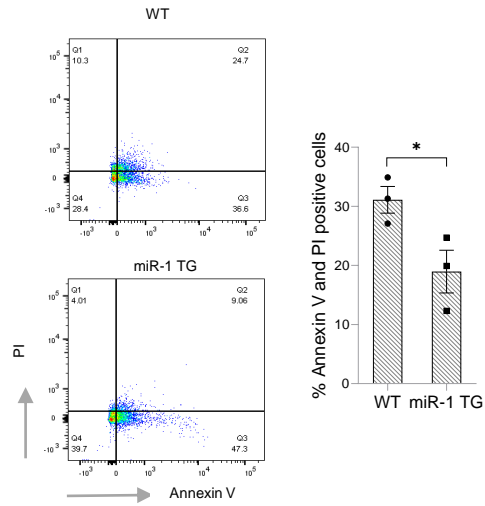 WT
Q1
10.3
Q2
24.7
10^5
10^4
10^3
0
-10^3
Q4
28.4
Q3
36.6
-10^3 0 10^3 10^4 10^5
miR-1 TG
Q1
4.01
Q2
9.06
10^5
10^4
10^3
0
-10^3
Q4
39.7
Q3
47.3
-10^3 0 10^3 10^4 10^5
PI
Annexin V
% Annexin V and PI positive cells
40
30
20
10
0
*
WT miR-1 TG